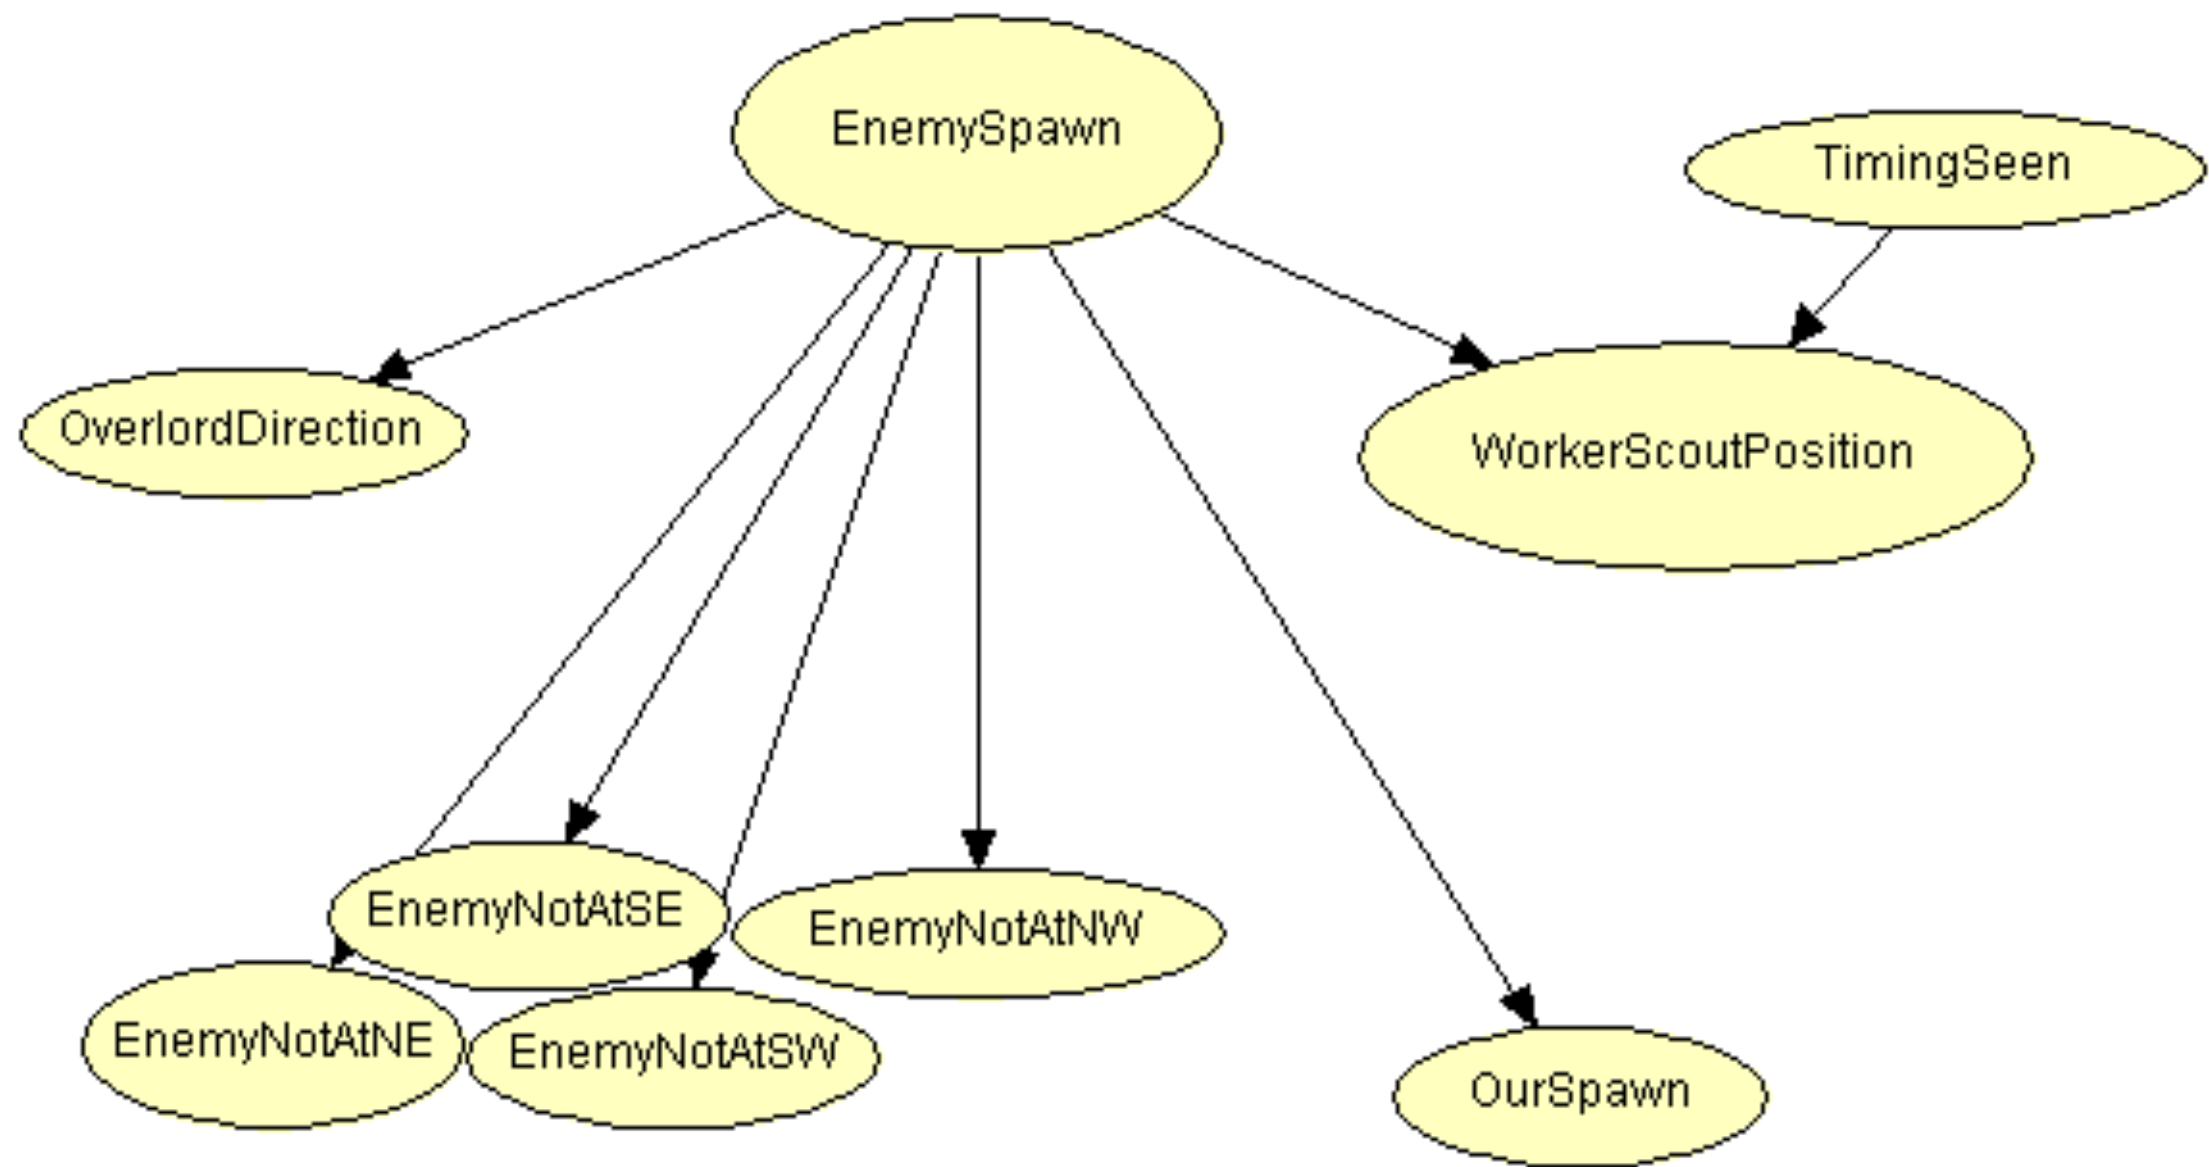 EnemySpawn
TimingSeen
OverlordDirection
WorkerScoutPosition
EnemyNotAtSE
EnemyNotAtNW
EnemyNotAtNE
EnemyNotAtSW
OurSpawn